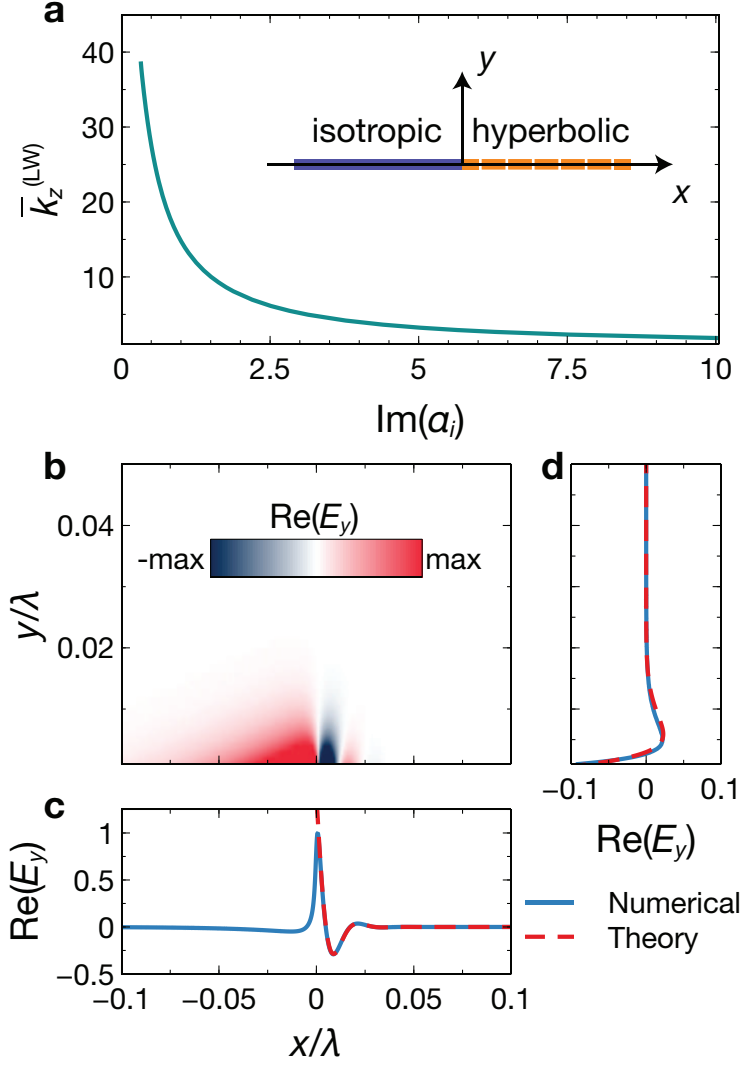 a
40
30
20
10
k̅z(LW)
y
isotropic hyperbolic
x
0 2.5 5 7.5 10
Im(αi)
b
0.04
0.02
y/λ
Re(Ey)
-max max
d
−0.1 0 0.1
Re(Ey)
c
1
0.5
0
−0.5
Re(Ey)
−0.1 −0.05 0 0.05 0.1
x/λ
Numerical
Theory